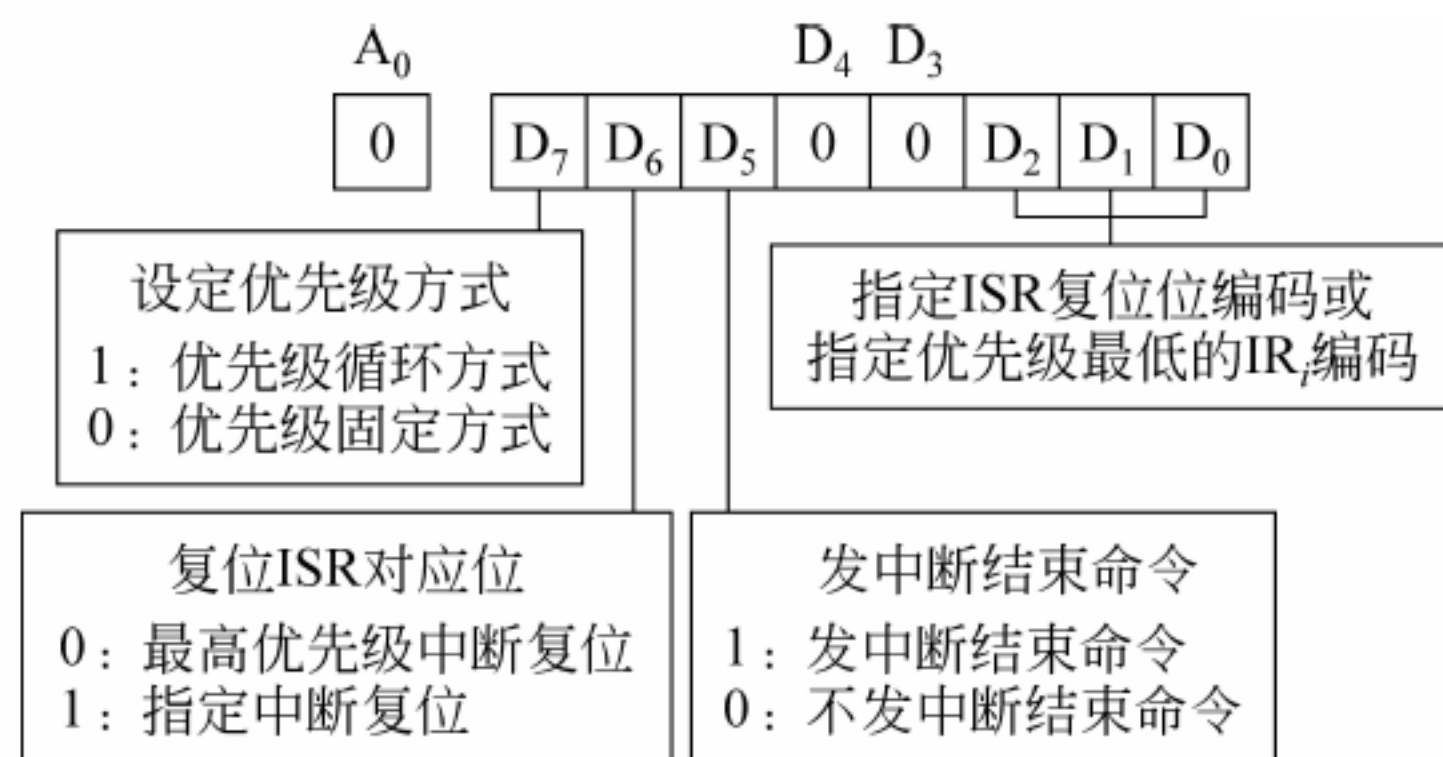 A₀ D₄ D₃
0 D₇ D₆ D₅ 0 0 D₂ D₁ D₀
设定优先级方式
1：优先级循环方式
0：优先级固定方式
指定ISR复位位编码或
指定优先级最低的IRᵢ编码
复位ISR对应位
0：最高优先级中断复位
1：指定中断复位
发中断结束命令
1：发中断结束命令
0：不发中断结束命令